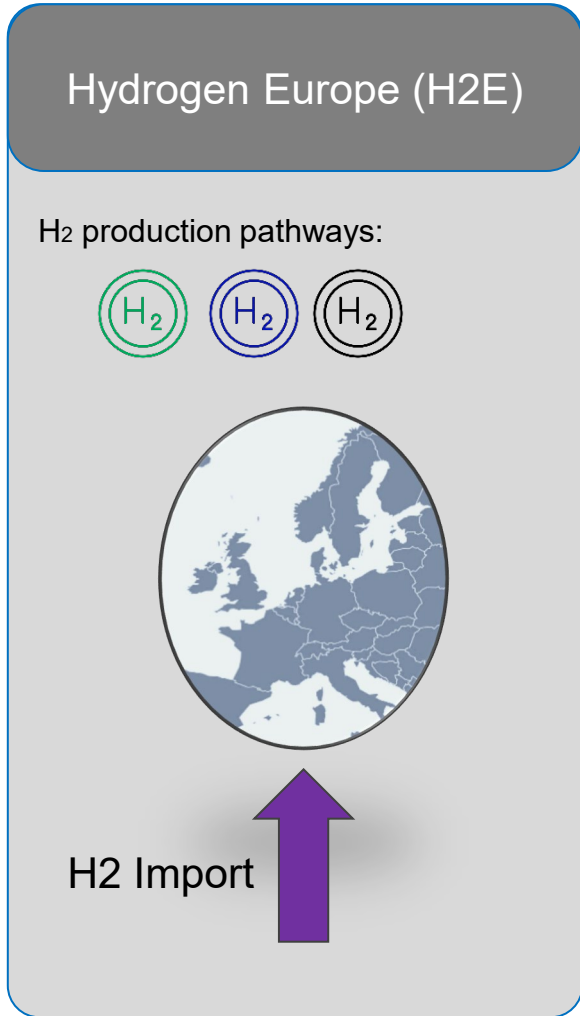 Hydrogen Europe (H2E)
H₂ production pathways:
H₂ H₂ H₂
H2 Import